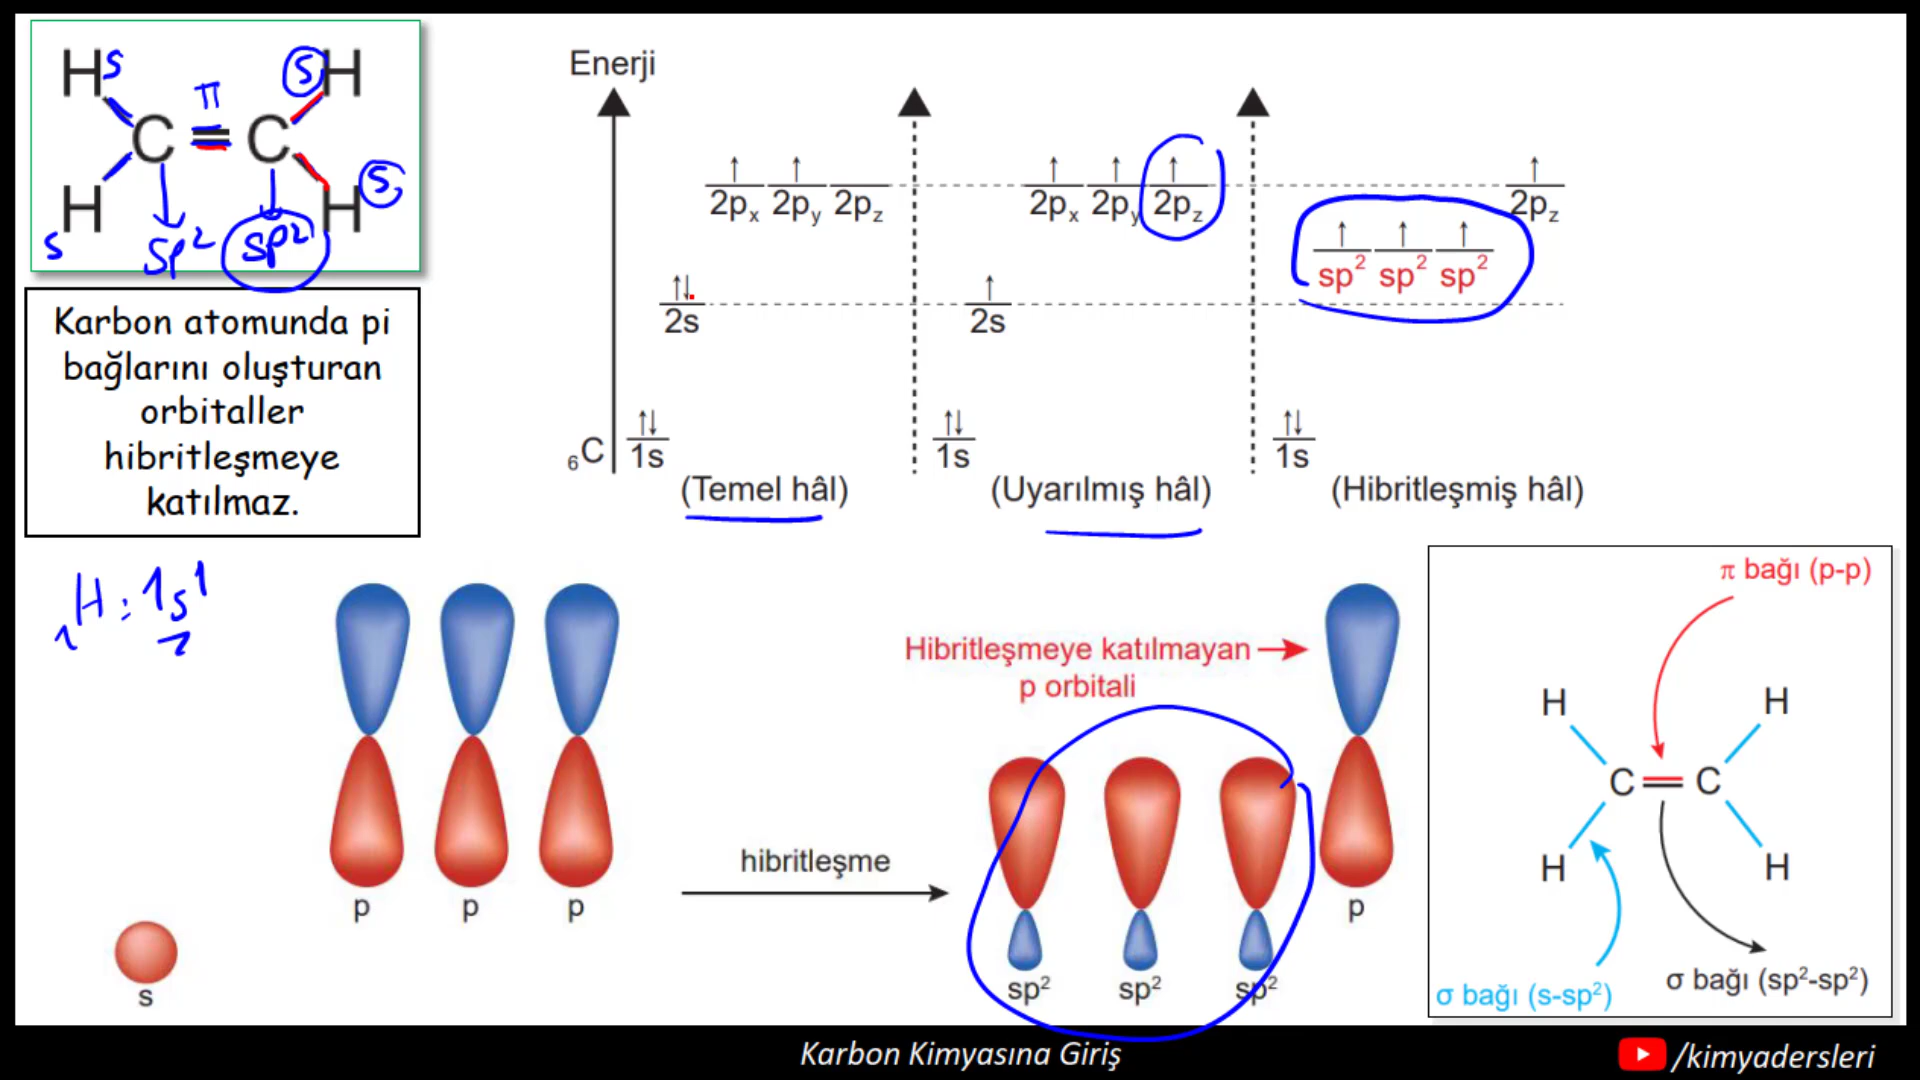 H s
π
s H
C = C
H
H s
s
sp²
sp²
Karbon atomunda pi
bağlarını oluşturan
orbitaller
hibritleşmeye
katılmaz.
Enerji
↑ ↑
2pₓ 2pᵧ 2p_z
↑ ↑ ↑
2pₓ 2pᵧ 2p_z
↑
2p_z
↑ ↑ ↑
sp² sp² sp²
↑↓
2s
↑
2s
₆C
↑↓
1s
↑↓
1s
↑↓
1s
(Temel hâl) (Uyarılmış hâl) (Hibritleşmiş hâl)
₁H : 1s¹
s
p p p
hibritleşme
Hibritleşmeye katılmayan
p orbitali
sp² sp² sp²
p
π bağı (p-p)
H H
C = C
H H
σ bağı (s-sp²)
σ bağı (sp²-sp²)
Karbon Kimyasına Giriş
/kimyadersleri